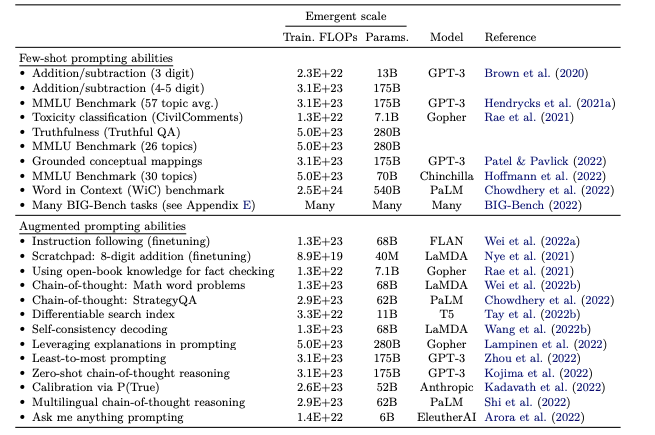 Emergent scale
Train. FLOPs Params. Model Reference
Few-shot prompting abilities
• Addition/subtraction (3 digit) 2.3E+22 13B GPT-3 Brown et al. (2020)
• Addition/subtraction (4-5 digit) 3.1E+23 175B
• MMLU Benchmark (57 topic avg.) 3.1E+23 175B GPT-3 Hendrycks et al. (2021a)
• Toxicity classification (CivilComments) 1.3E+22 7.1B Gopher Rae et al. (2021)
• Truthfulness (Truthful QA) 5.0E+23 280B
• MMLU Benchmark (26 topics) 5.0E+23 280B
• Grounded conceptual mappings 3.1E+23 175B GPT-3 Patel & Pavlick (2022)
• MMLU Benchmark (30 topics) 5.0E+23 70B Chinchilla Hoffmann et al. (2022)
• Word in Context (WiC) benchmark 2.5E+24 540B PaLM Chowdhery et al. (2022)
• Many BIG-Bench tasks (see Appendix E) Many Many Many BIG-Bench (2022)
Augmented prompting abilities
• Instruction following (finetuning) 1.3E+23 68B FLAN Wei et al. (2022a)
• Scratchpad: 8-digit addition (finetuning) 8.9E+19 40M LaMDA Nye et al. (2021)
• Using open-book knowledge for fact checking 1.3E+22 7.1B Gopher Rae et al. (2021)
• Chain-of-thought: Math word problems 1.3E+23 68B LaMDA Wei et al. (2022b)
• Chain-of-thought: StrategyQA 2.9E+23 62B PaLM Chowdhery et al. (2022)
• Differentiable search index 3.3E+22 11B T5 Tay et al. (2022b)
• Self-consistency decoding 1.3E+23 68B LaMDA Wang et al. (2022b)
• Leveraging explanations in prompting 5.0E+23 280B Gopher Lampinen et al. (2022)
• Least-to-most prompting 3.1E+23 175B GPT-3 Zhou et al. (2022)
• Zero-shot chain-of-thought reasoning 3.1E+23 175B GPT-3 Kojima et al. (2022)
• Calibration via P(True) 2.6E+23 52B Anthropic Kadavath et al. (2022)
• Multilingual chain-of-thought reasoning 2.9E+23 62B PaLM Shi et al. (2022)
• Ask me anything prompting 1.4E+22 6B EleutherAI Arora et al. (2022)